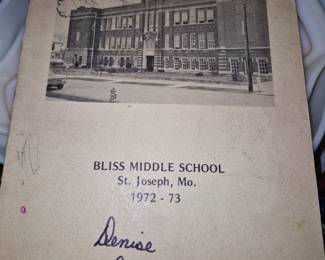 BLISS MIDDLE SCHOOL
St. Joseph, Mo.
1972 - 73
Denise